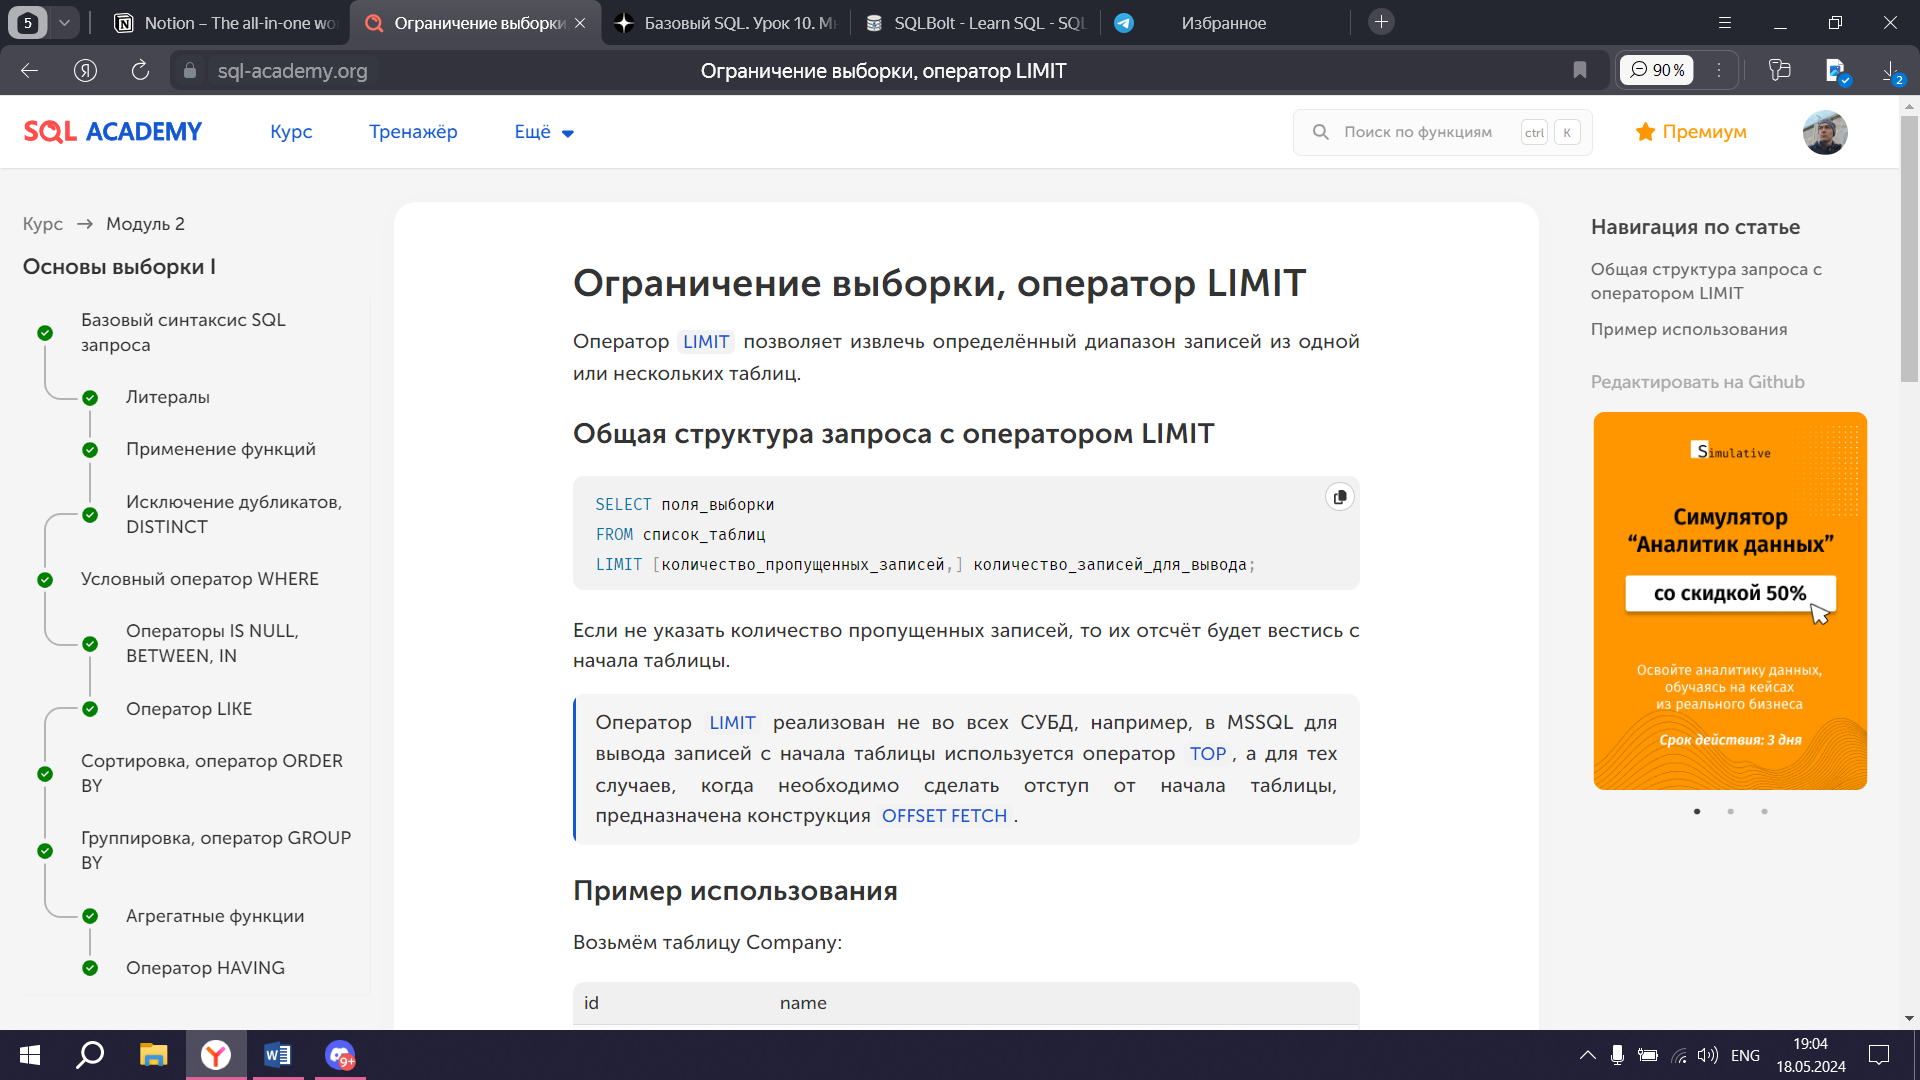 5
Notion – The all-in-one wo
Ограничение выборки,
Базовый SQL. Урок 10. Мн
SQLBolt - Learn SQL - SQL
Избранное
sql-academy.org
Ограничение выборки, оператор LIMIT
90 %
2
SQL ACADEMY
Курс
Тренажёр
Ещё
Поиск по функциям
ctrl
K
Премиум
Курс → Модуль 2
Основы выборки I
Базовый синтаксис SQL
запроса
Литералы
Применение функций
Исключение дубликатов,
DISTINCT
Условный оператор WHERE
Операторы IS NULL,
BETWEEN, IN
Оператор LIKE
Сортировка, оператор ORDER
BY
Группировка, оператор GROUP
BY
Агрегатные функции
Оператор HAVING
Ограничение выборки, оператор LIMIT
Оператор LIMIT позволяет извлечь определённый диапазон записей из одной
или нескольких таблиц.
Общая структура запроса с оператором LIMIT
SELECT поля_выборки
FROM список_таблиц
LIMIT [количество_пропущенных_записей,] количество_записей_для_вывода;
Если не указать количество пропущенных записей, то их отсчёт будет вестись с
начала таблицы.
Оператор LIMIT реализован не во всех СУБД, например, в MSSQL для
вывода записей с начала таблицы используется оператор TOP, а для тех
случаев, когда необходимо сделать отступ от начала таблицы,
предназначена конструкция OFFSET FETCH.
Пример использования
Возьмём таблицу Company:
id name
Навигация по статье
Общая структура запроса с
оператором LIMIT
Пример использования
Редактировать на Github
Simulative
Симулятор
“Аналитик данных”
со скидкой 50%
Освойте аналитику данных,
обучаясь на кейсах
из реального бизнеса
Срок действия: 3 дня
9+
ENG
19:04
18.05.2024